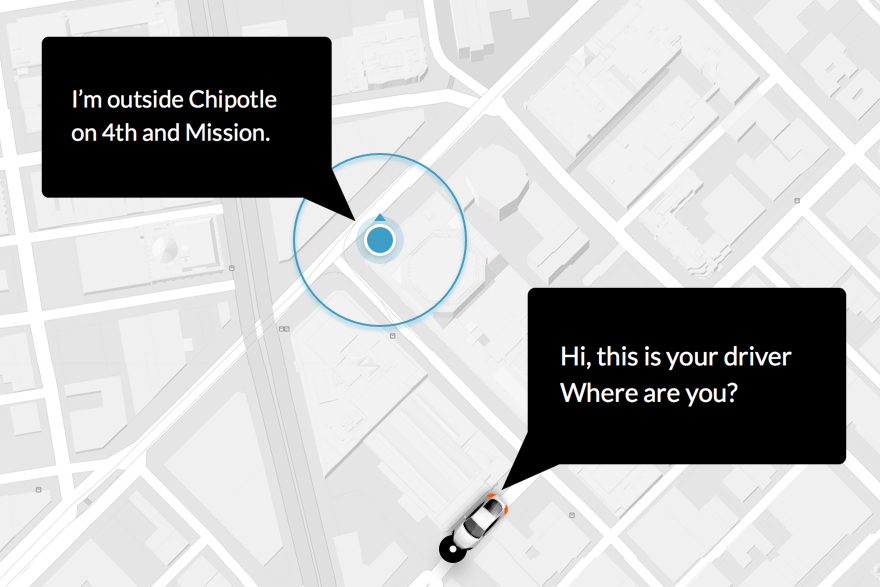 I’m outside Chipotle
on 4th and Mission.
Hi, this is your driver
Where are you?